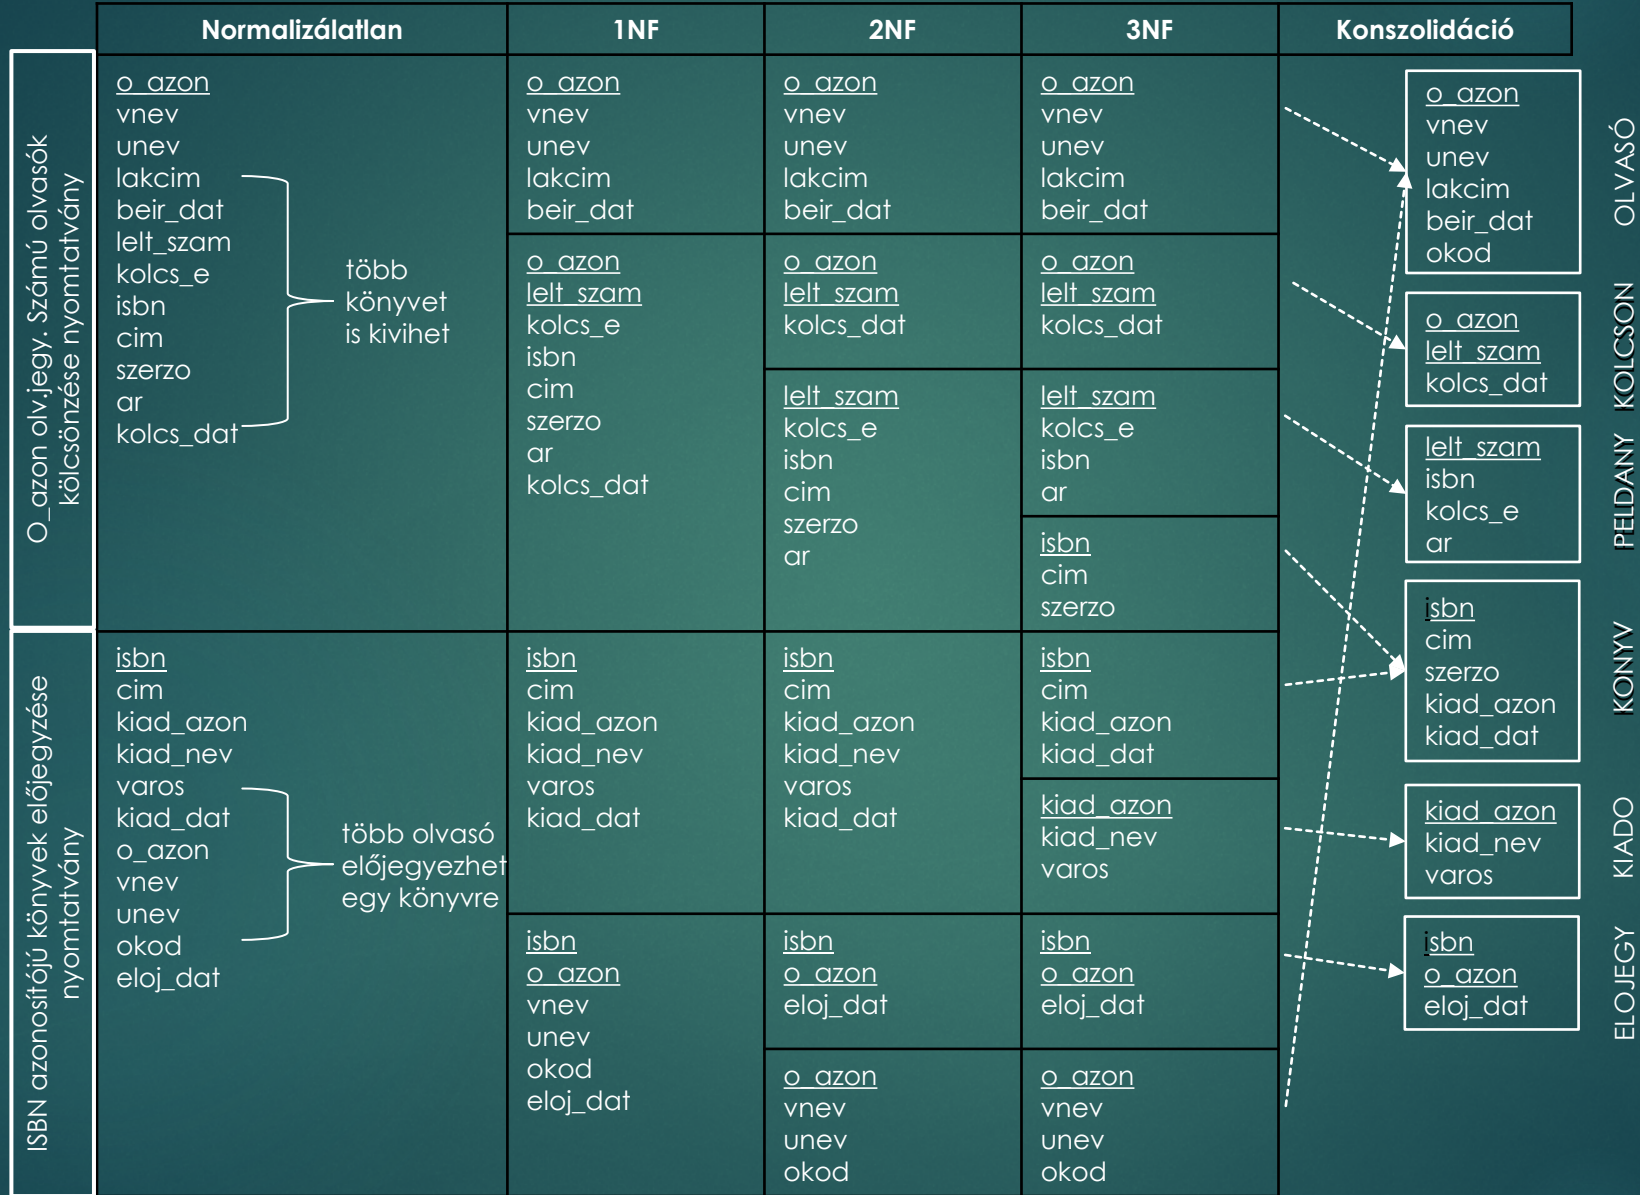 Normalizálatlan
1NF
2NF
3NF
Konszolidáció
O_azon olv.jegy. Számú olvasók
kölcsönzése nyomtatvány
o_azon
vnev
unev
lakcim
beir_dat
lelt_szam
kolcs_e
isbn
cim
szerzo
ar
kolcs_dat
több
könyvet
is kivihet
o_azon
vnev
unev
lakcim
beir_dat
o_azon
lelt_szam
kolcs_e
isbn
cim
szerzo
ar
kolcs_dat
o_azon
vnev
unev
lakcim
beir_dat
o_azon
lelt_szam
kolcs_dat
lelt_szam
kolcs_e
isbn
cim
szerzo
ar
o_azon
vnev
unev
lakcim
beir_dat
o_azon
lelt_szam
kolcs_dat
lelt_szam
kolcs_e
isbn
ar
isbn
cim
szerzo
ISBN azonosítójú könyvek előjegyzése
nyomtatvány
isbn
cim
kiad_azon
kiad_nev
varos
kiad_dat
o_azon
vnev
unev
okod
eloj_dat
több olvasó
előjegyezhet
egy könyvre
isbn
cim
kiad_azon
kiad_nev
varos
kiad_dat
isbn
o_azon
vnev
unev
okod
eloj_dat
isbn
cim
kiad_azon
kiad_nev
varos
kiad_dat
isbn
o_azon
eloj_dat
o_azon
vnev
unev
okod
isbn
cim
kiad_azon
kiad_dat
kiad_azon
kiad_nev
varos
isbn
o_azon
eloj_dat
o_azon
vnev
unev
okod
o_azon
vnev
unev
lakcim
beir_dat
okod
OLVASÓ
o_azon
lelt_szam
kolcs_dat
KOLCSON
lelt_szam
isbn
kolcs_e
ar
PELDANY
isbn
cim
szerzo
kiad_azon
kiad_dat
KONYV
kiad_azon
kiad_nev
varos
KIADO
isbn
o_azon
eloj_dat
ELOJEGY